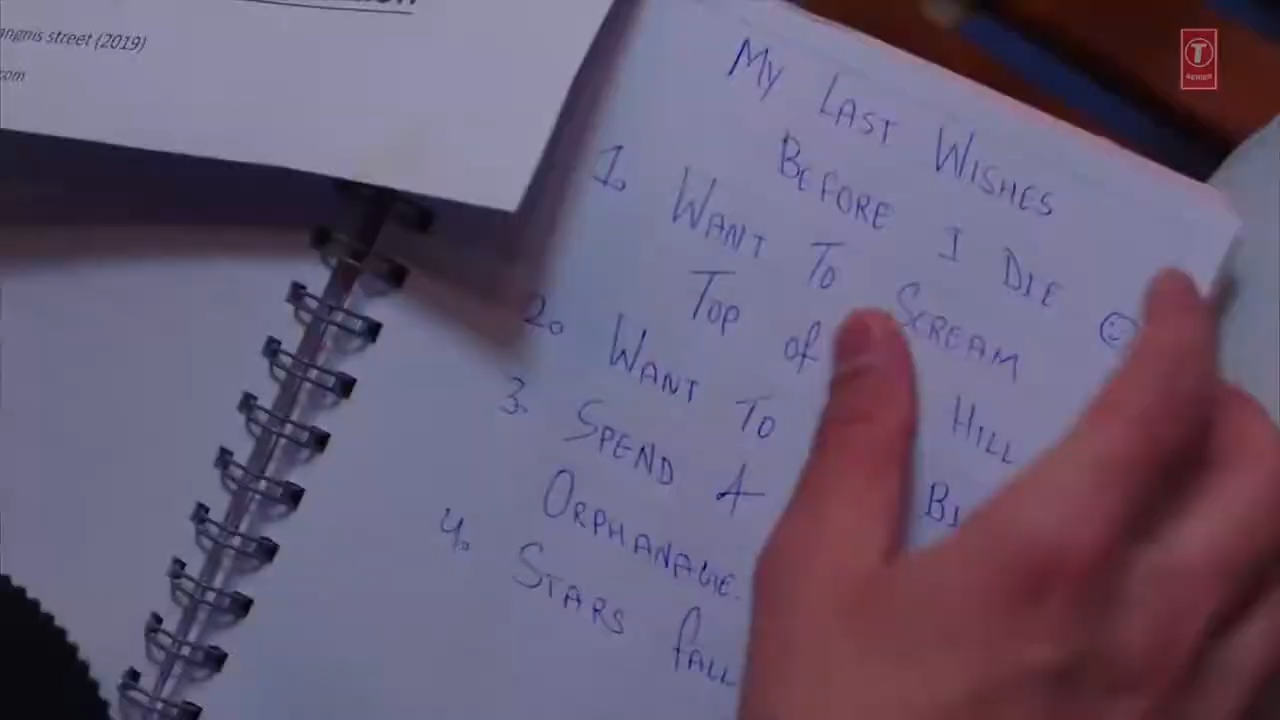 angmis street (2019)
com
T
SERIES
My LAST WISHES
BEFORE I DIE
1. WANT TO SCREAM
TOP of HILL
2. WANT TO
3. SPEND A
ORPHANAGE.
4. STARS fALL